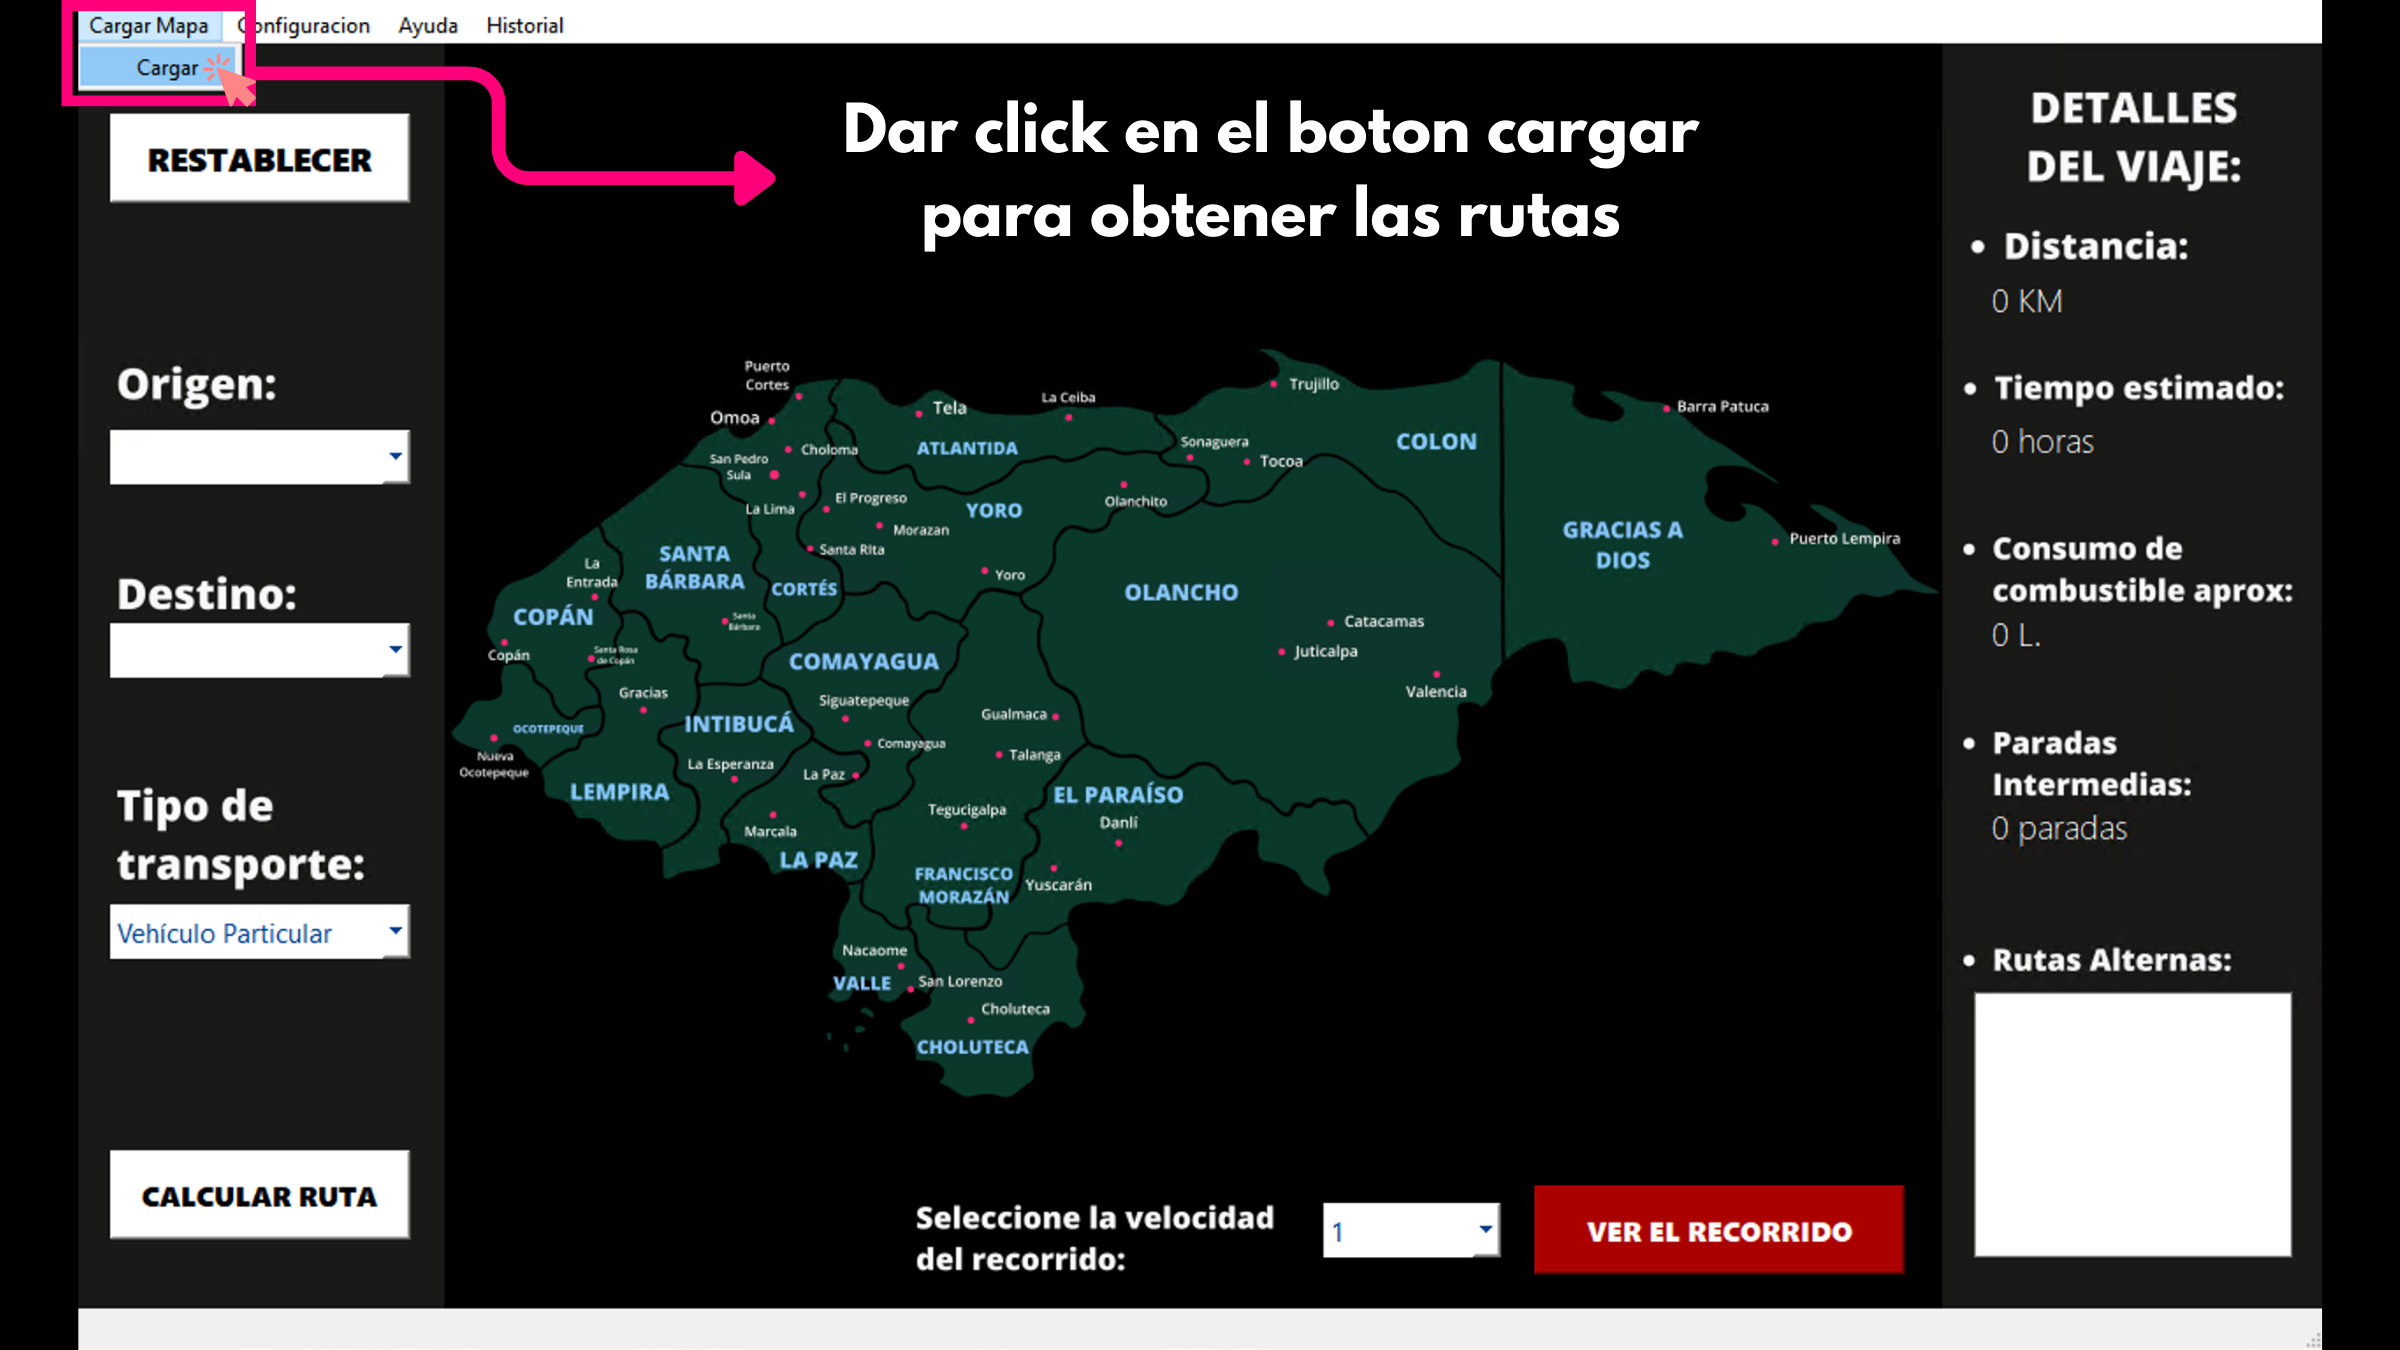 Cargar Mapa Configuracion Ayuda Historial
Cargar
Dar click en el boton cargar
para obtener las rutas
RESTABLECER
Origen:
Destino:
Tipo de
transporte:
Vehículo Particular
CALCULAR RUTA
Puerto
Cortes
Omoa
Tela
La Ceiba
Trujillo
Barra Patuca
Choloma
ATLANTIDA
Sonaguera
COLON
San Pedro
Sula
Tocoa
La Lima
El Progreso
YORO
Olanchito
Morazan
Santa RIta
GRACIAS A
DIOS
Puerto Lempira
La
Entrada
SANTA
BÁRBARA
CORTÉS
Yoro
OLANCHO
COPÁN
Santa
Bárbara
Catacamas
Copán
Santa Rosa
de Copán
COMAYAGUA
Juticalpa
Gracias
Siguatepeque
Valencia
OCOTEPEQUE
INTIBUCÁ
Gualmaca
Nueva
Ocotepeque
Comayagua
Talanga
La Esperanza
La Paz
LEMPIRA
EL PARAÍSO
Tegucigalpa
Danlí
Marcala
LA PAZ
FRANCISCO
MORAZÁN
Yuscarán
Nacaome
VALLE
San Lorenzo
Choluteca
CHOLUTECA
Seleccione la velocidad
del recorrido:
1
VER EL RECORRIDO
DETALLES
DEL VIAJE:
• Distancia:
0 KM
• Tiempo estimado:
0 horas
• Consumo de
combustible aprox:
0 L.
• Paradas
Intermedias:
0 paradas
• Rutas Alternas: